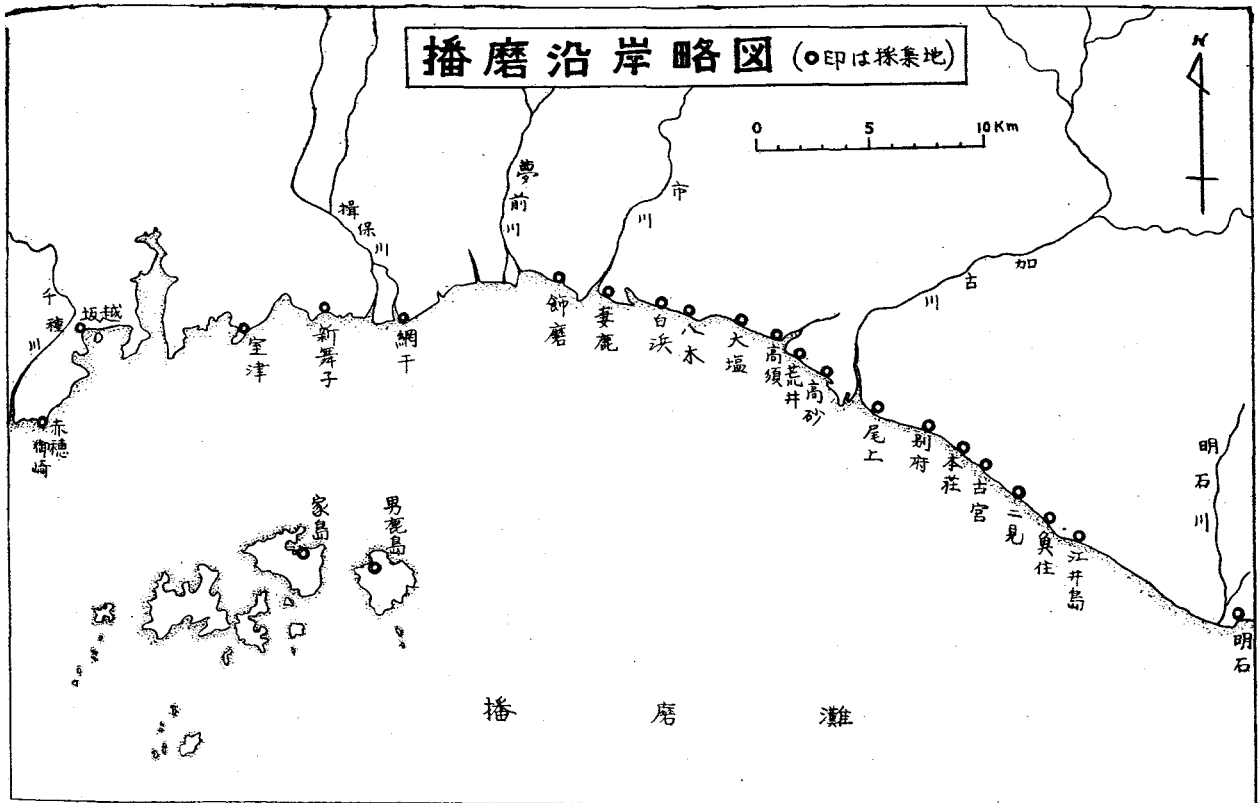 播磨沿岸略図(◎印は採集地)
N
0 5 10Km
千種川
揖保川
夢前川
市川
加古川
明石川
赤穂御崎
坂越
室津
新舞子
網干
飾磨
妻鹿
白浜
八木
大塩
高須
荒井
高砂
尾上
別府
本荘
古宮
二見
魚住
江井島
明石
家島
男鹿島
播磨灘